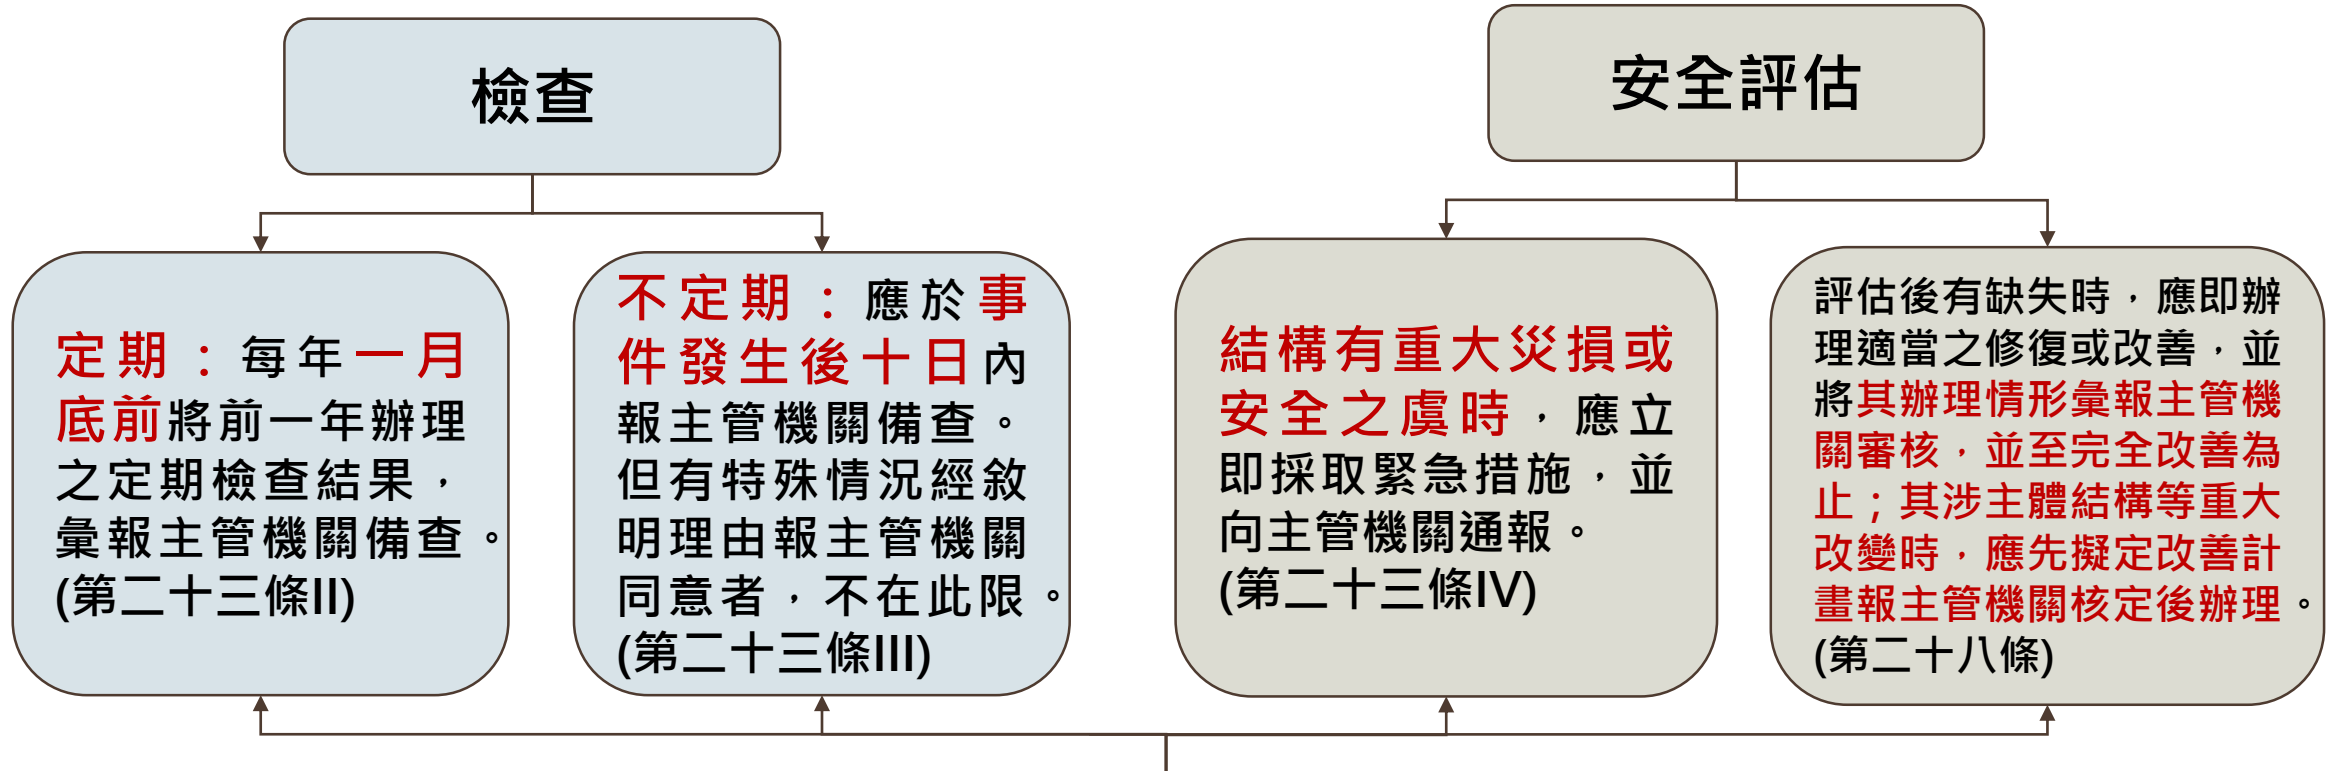 檢查
安全評估
定期：每年一月
底前將前一年辦理
之定期檢查結果，
彙報主管機關備查。
(第二十三條II)
不定期：應於事
件發生後十日內
報主管機關備查。
但有特殊情況經敘
明理由報主管機關
同意者，不在此限。
(第二十三條III)
結構有重大災損或
安全之虞時，應立
即採取緊急措施，並
向主管機關通報。
(第二十三條IV)
評估後有缺失時，應即辦
理適當之修復或改善，並
將其辦理情形彙報主管機
關審核，並至完全改善為
止；其涉主體結構等重大
改變時，應先擬定改善計
畫報主管機關核定後辦理。
(第二十八條)